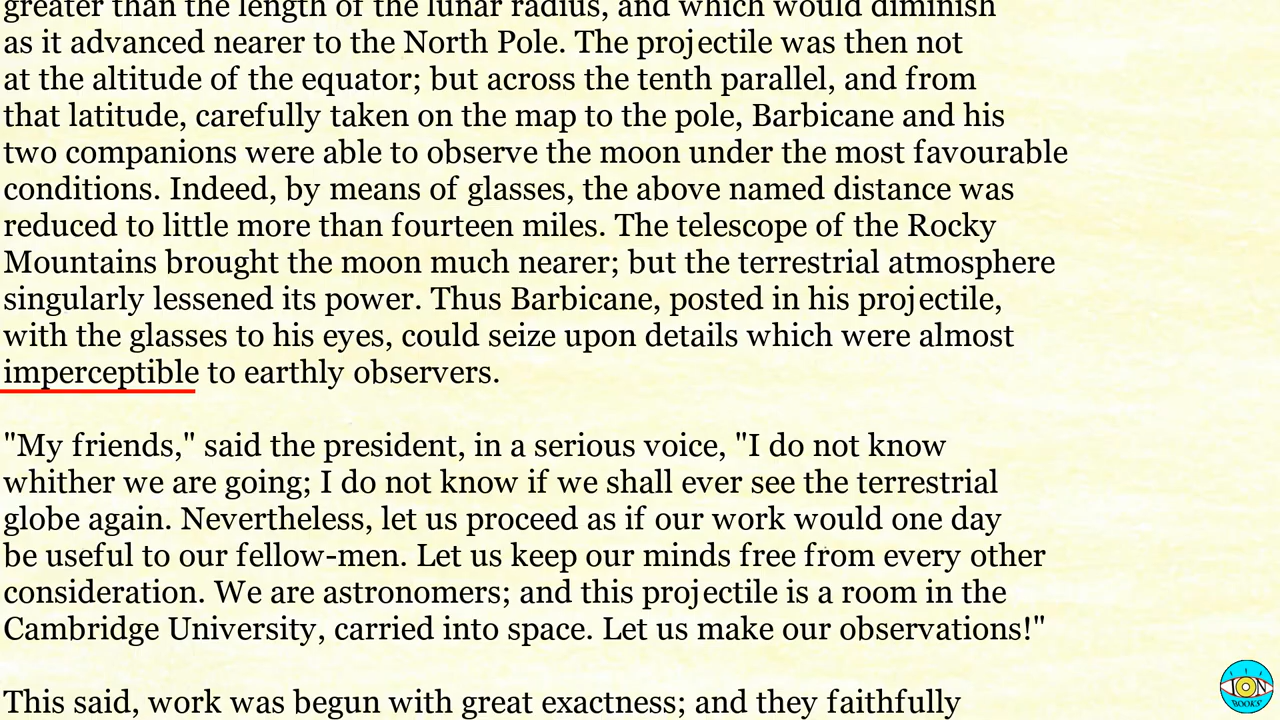 greater than the length of the lunar radius, and which would diminish
as it advanced nearer to the North Pole. The projectile was then not
at the altitude of the equator; but across the tenth parallel, and from
that latitude, carefully taken on the map to the pole, Barbicane and his
two companions were able to observe the moon under the most favourable
conditions. Indeed, by means of glasses, the above named distance was
reduced to little more than fourteen miles. The telescope of the Rocky
Mountains brought the moon much nearer; but the terrestrial atmosphere
singularly lessened its power. Thus Barbicane, posted in his projectile,
with the glasses to his eyes, could seize upon details which were almost
imperceptible to earthly observers.
"My friends," said the president, in a serious voice, "I do not know
whither we are going; I do not know if we shall ever see the terrestrial
globe again. Nevertheless, let us proceed as if our work would one day
be useful to our fellow-men. Let us keep our minds free from every other
consideration. We are astronomers; and this projectile is a room in the
Cambridge University, carried into space. Let us make our observations!"
This said, work was begun with great exactness; and they faithfully
ION
BOOKS